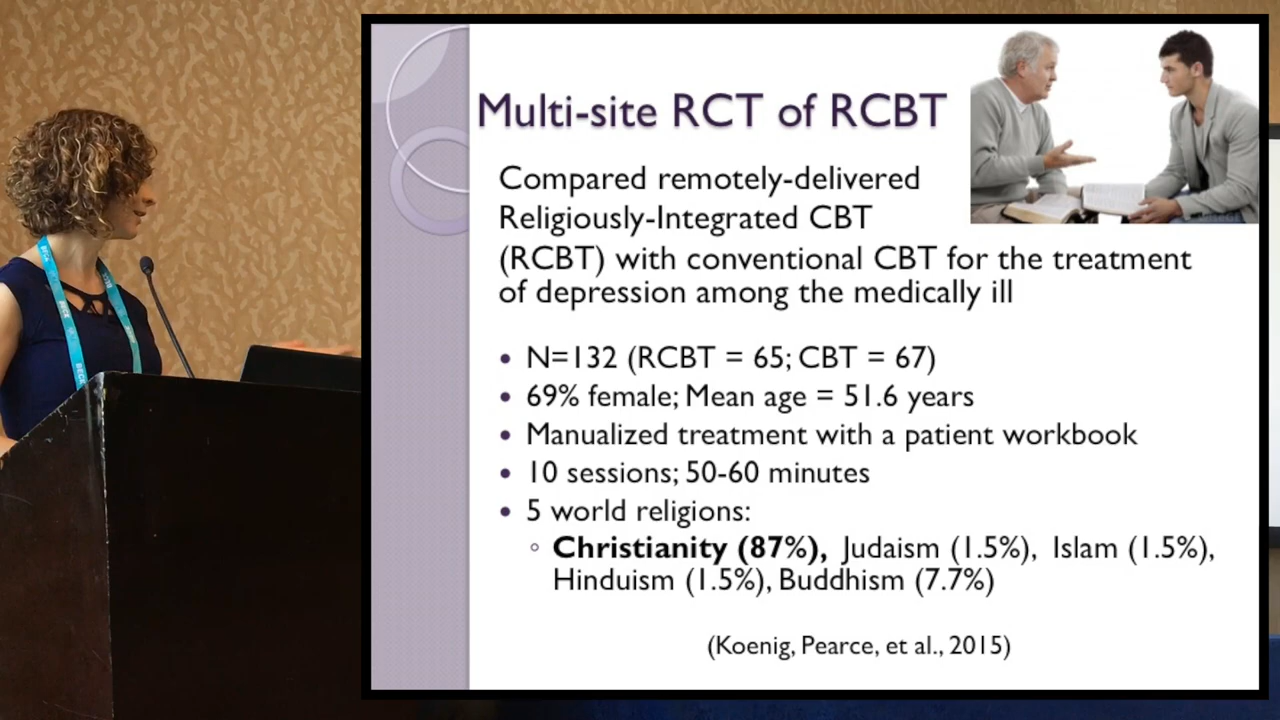 Multi-site RCT of RCBT
Compared remotely-delivered
Religiously-Integrated CBT
(RCBT) with conventional CBT for the treatment
of depression among the medically ill
• N=132 (RCBT = 65; CBT = 67)
• 69% female; Mean age = 51.6 years
• Manualized treatment with a patient workbook
• 10 sessions; 50-60 minutes
• 5 world religions:
◦ Christianity (87%), Judaism (1.5%), Islam (1.5%),
Hinduism (1.5%), Buddhism (7.7%)
(Koenig, Pearce, et al., 2015)
BECK
BECK